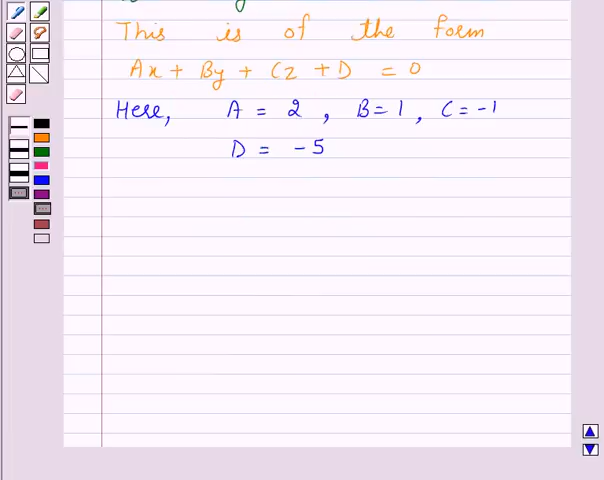 This is of the form
Ax + By + Cz + D = 0
Here, A = 2, B = 1, C = -1
D = -5